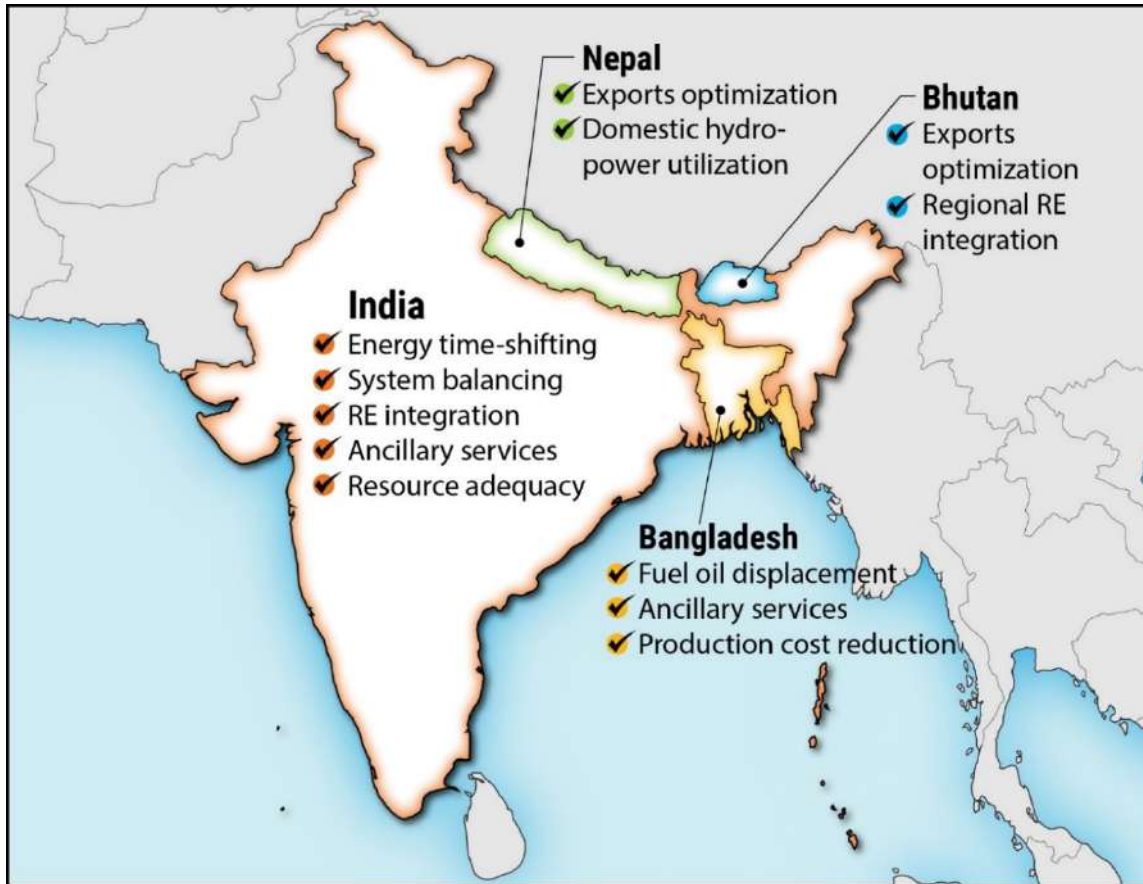 Nepal
Exports optimization
Domestic hydro-
power utilization
Bhutan
Exports
optimization
Regional RE
integration
India
Energy time-shifting
System balancing
RE integration
Ancillary services
Resource adequacy
Bangladesh
Fuel oil displacement
Ancillary services
Production cost reduction